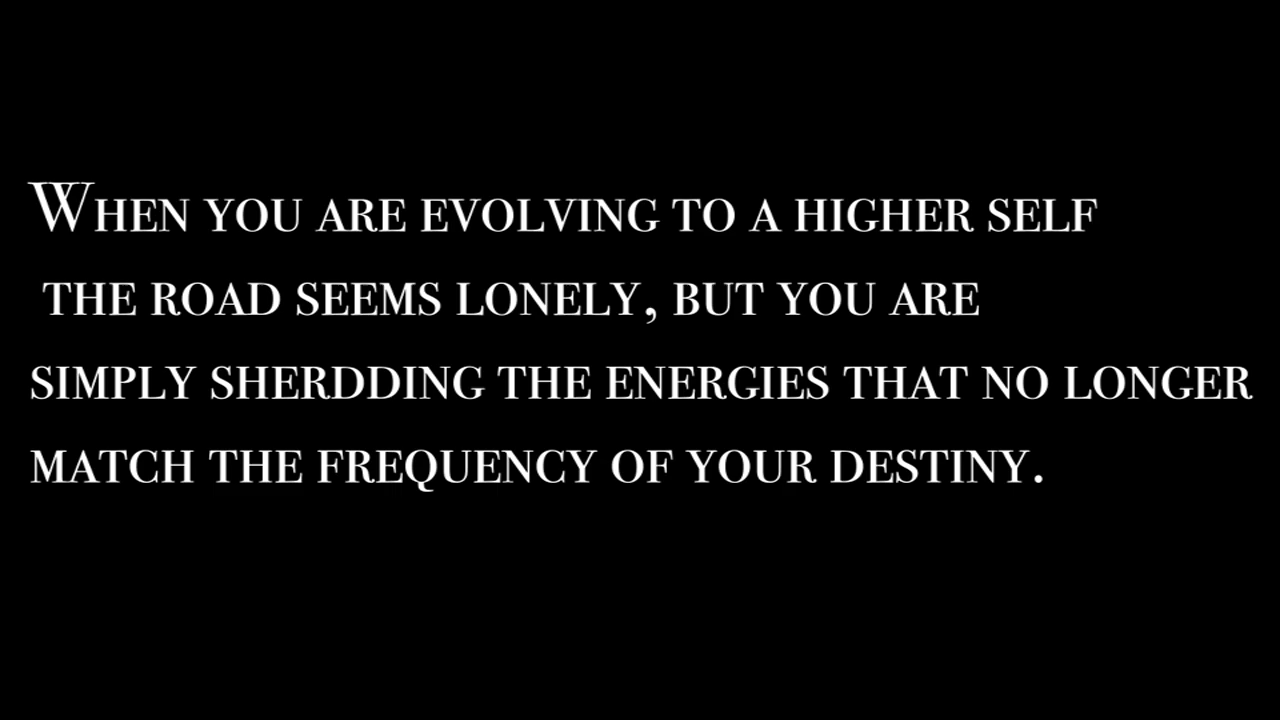 When you are evolving to a higher self
the road seems lonely, but you are
simply sherdding the energies that no longer
match the frequency of your destiny.